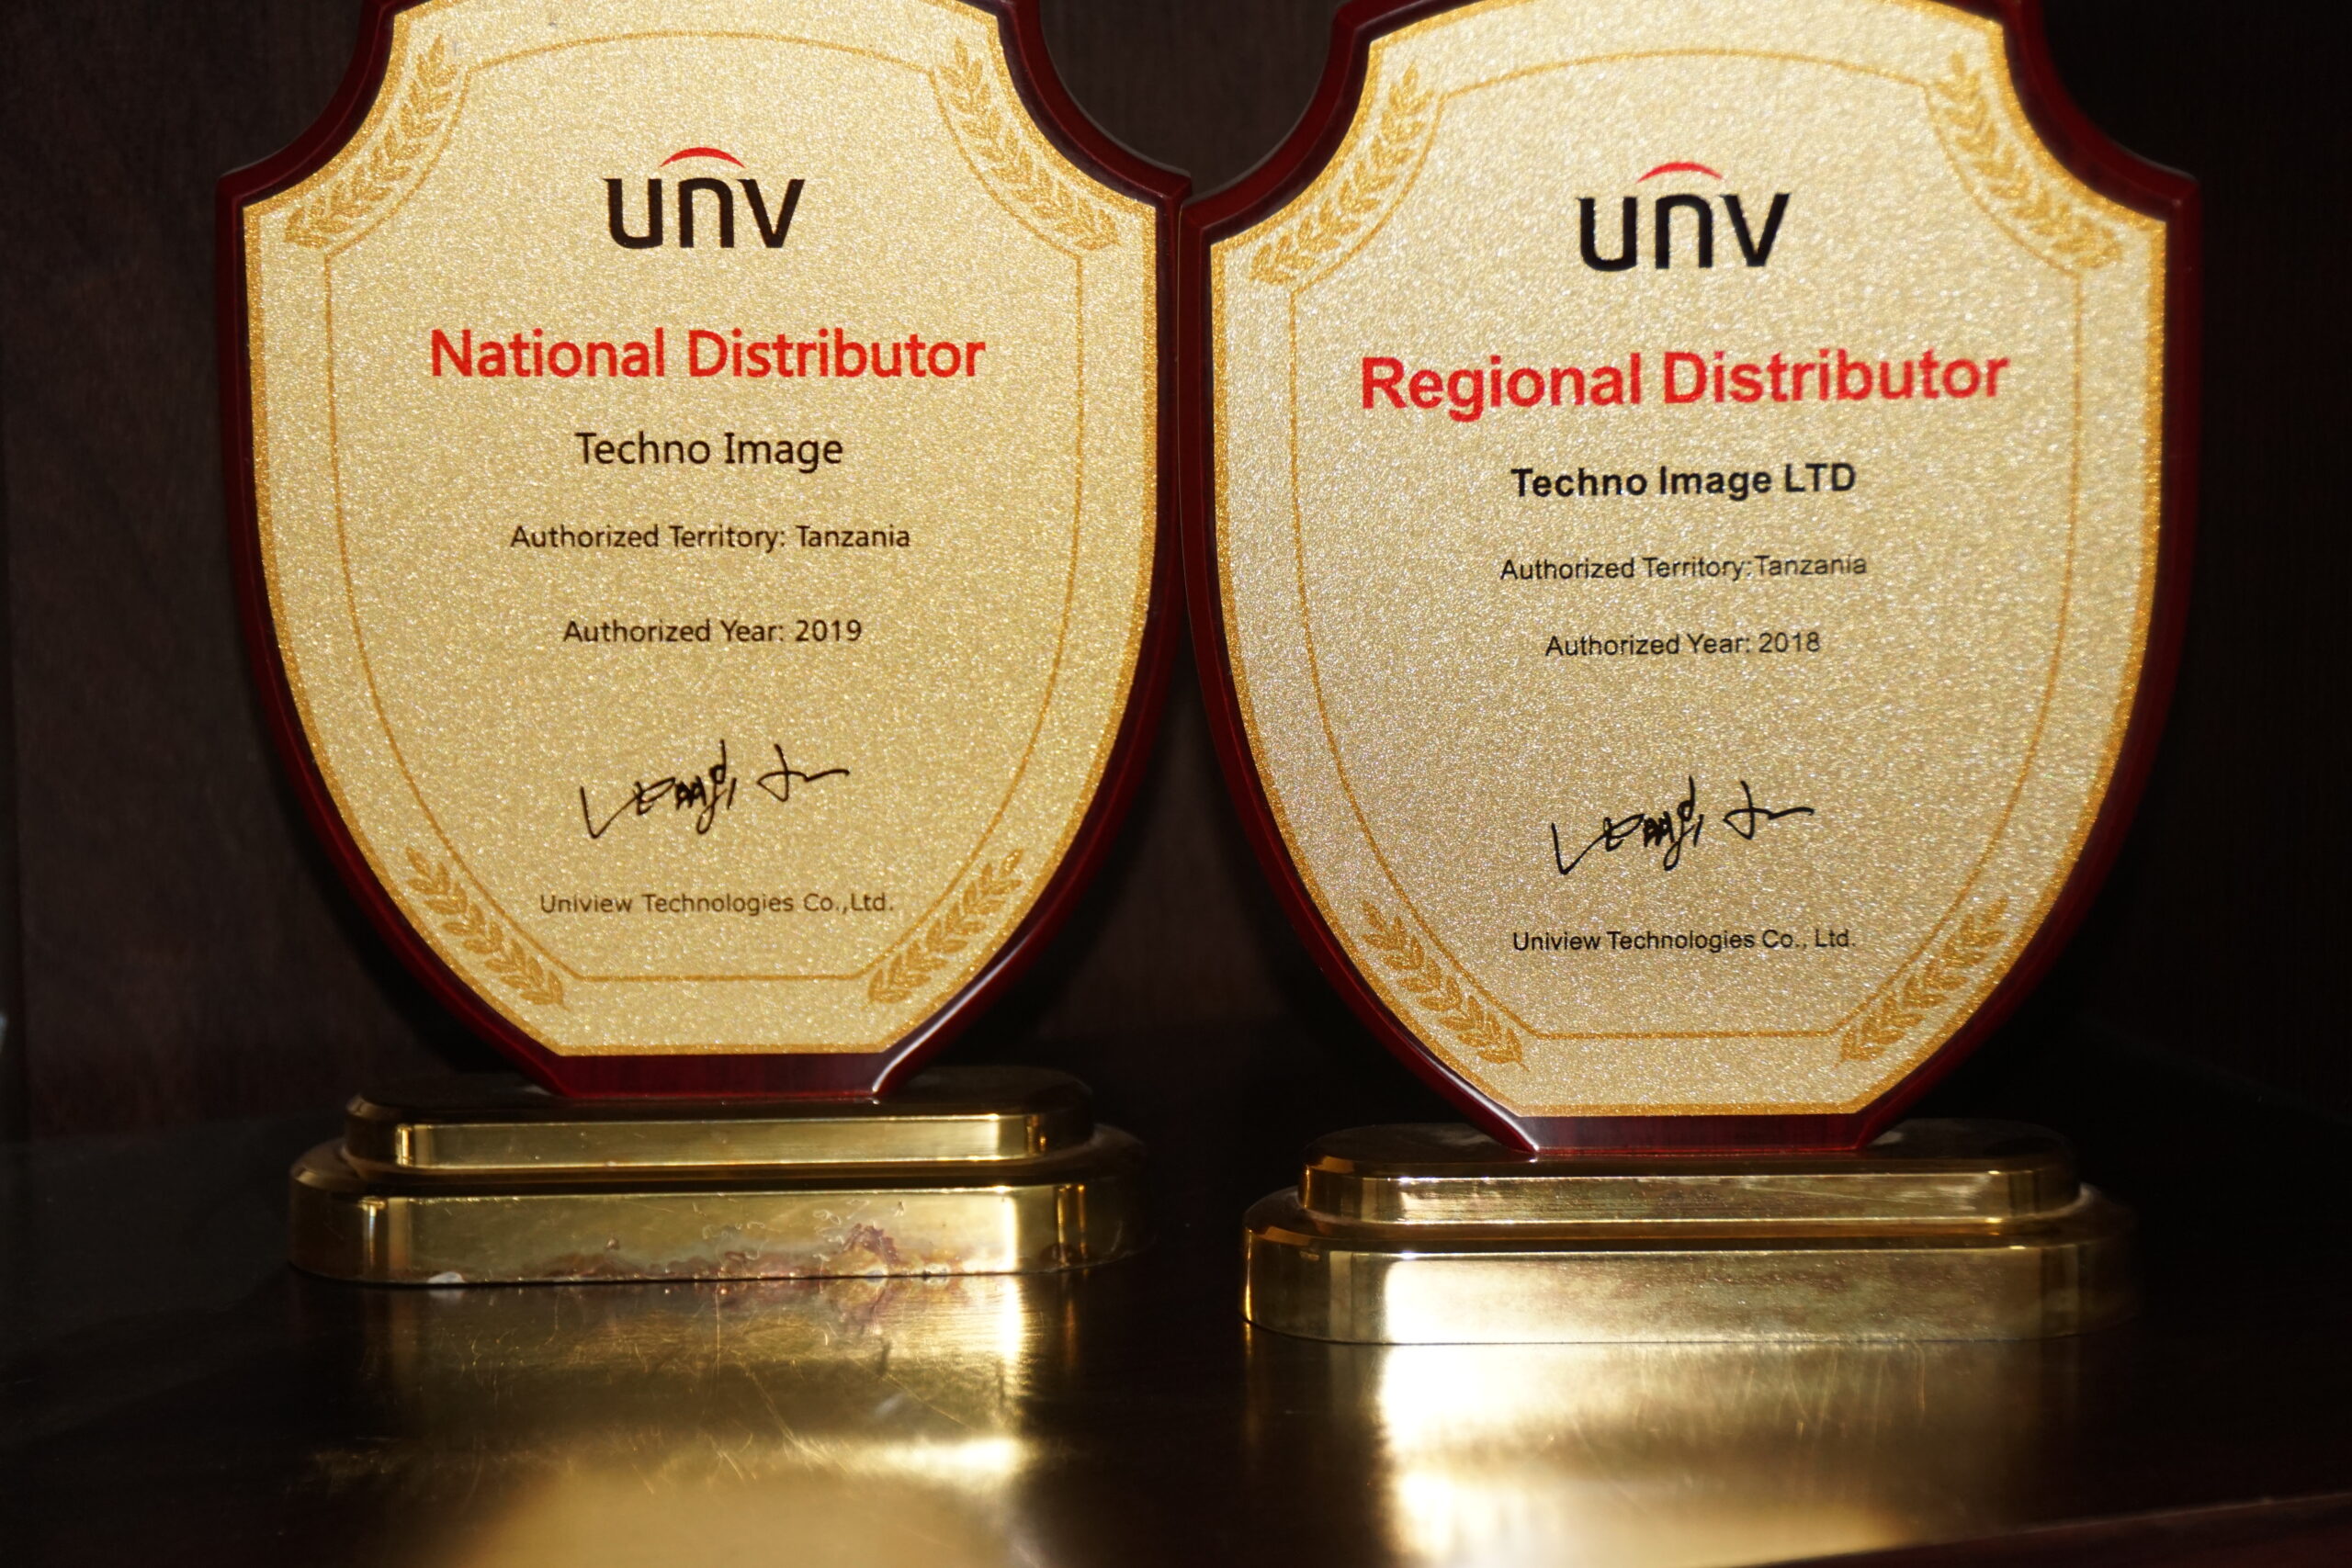 unv
National Distributor
Techno Image
Authorized Territory: Tanzania
Authorized Year: 2019
Uniview Technologies Co.,Ltd.
unv
Regional Distributor
Techno Image LTD
Authorized Territory:Tanzania
Authorized Year: 2018
Uniview Technologies Co., Ltd.